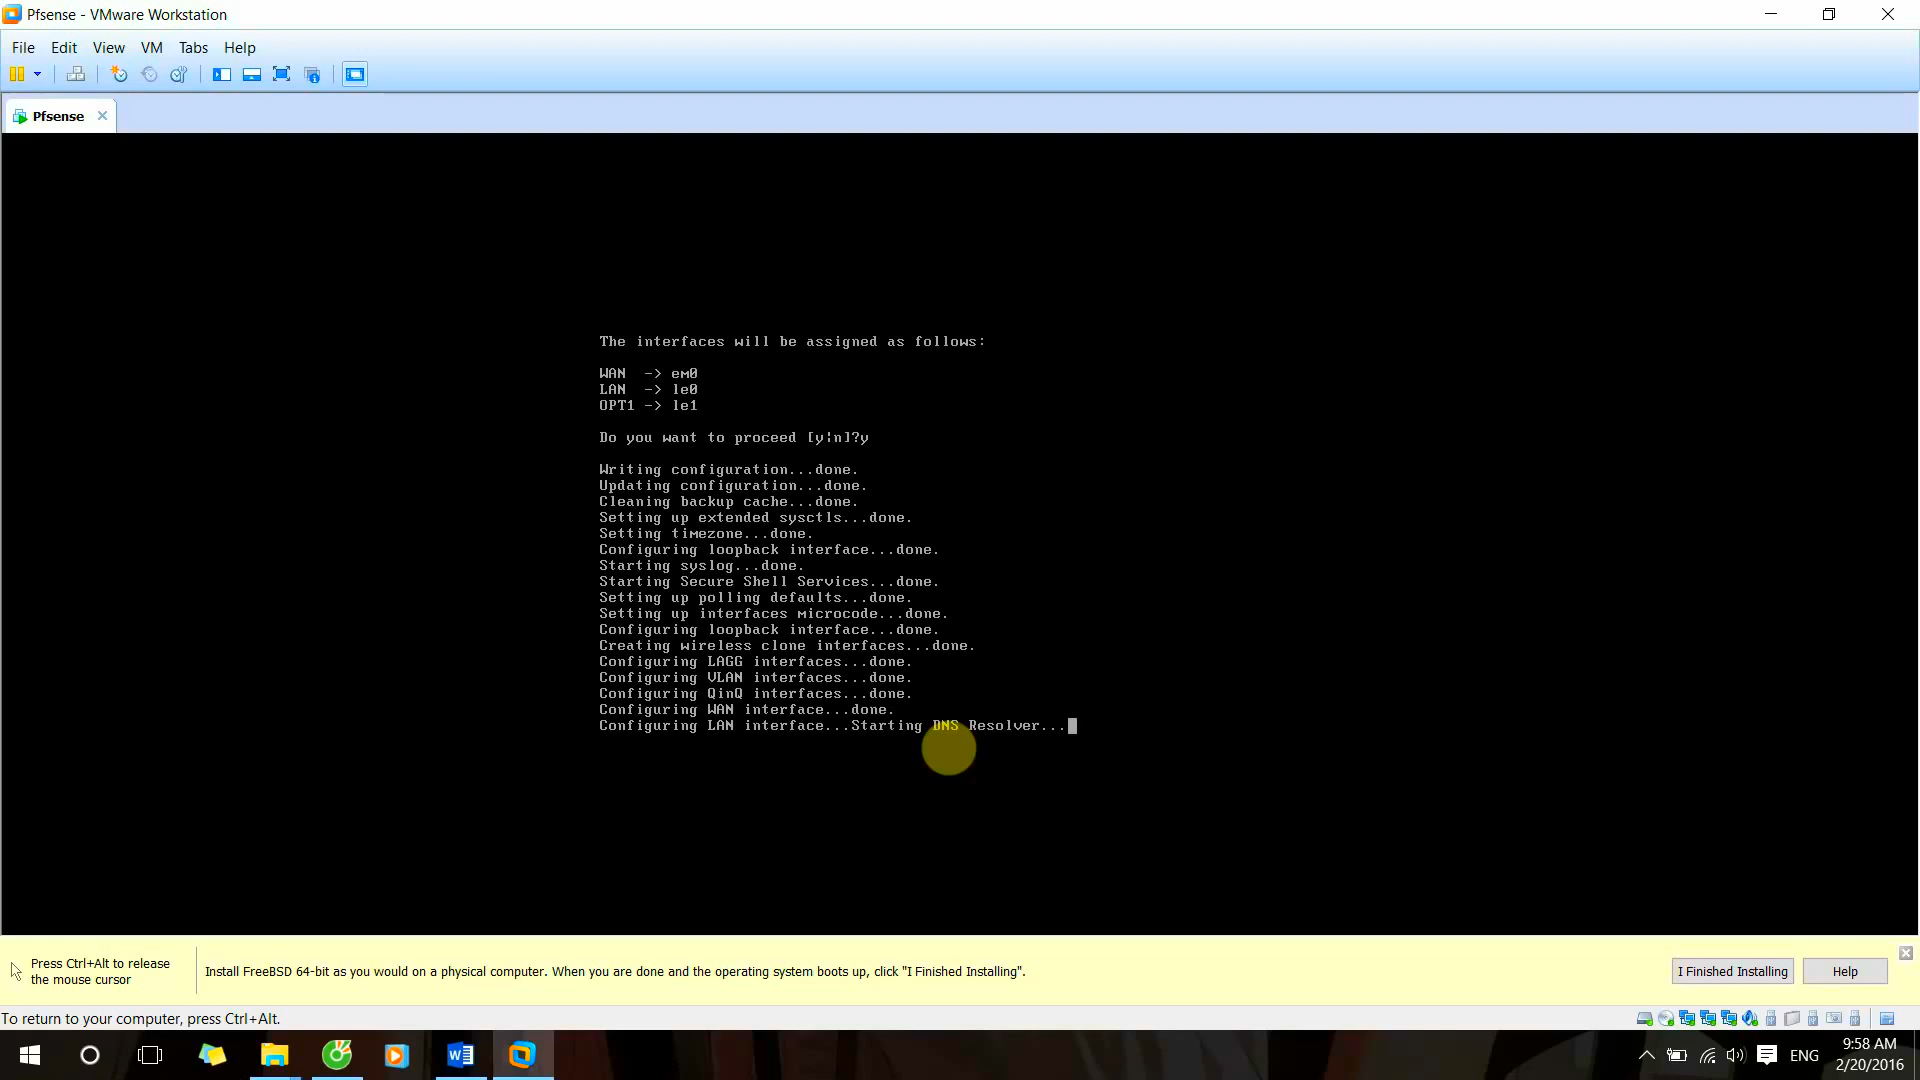 Pfsense - VMware Workstation
File Edit View VM Tabs Help
Pfsense
The interfaces will be assigned as follows:
WAN -> em0
LAN -> le0
OPT1 -> le1
Do you want to proceed [y|n]?y
Writing configuration...done.
Updating configuration...done.
Cleaning backup cache...done.
Setting up extended sysctls...done.
Setting timezone...done.
Configuring loopback interface...done.
Starting syslog...done.
Starting Secure Shell Services...done.
Setting up polling defaults...done.
Setting up interfaces microcode...done.
Configuring loopback interface...done.
Creating wireless clone interfaces...done.
Configuring LAGG interfaces...done.
Configuring VLAN interfaces...done.
Configuring QinQ interfaces...done.
Configuring WAN interface...done.
Configuring LAN interface...Starting DNS Resolver...
Press Ctrl+Alt to release
the mouse cursor
Install FreeBSD 64-bit as you would on a physical computer. When you are done and the operating system boots up, click "I Finished Installing".
I Finished Installing
Help
To return to your computer, press Ctrl+Alt.
ENG
9:58 AM
2/20/2016